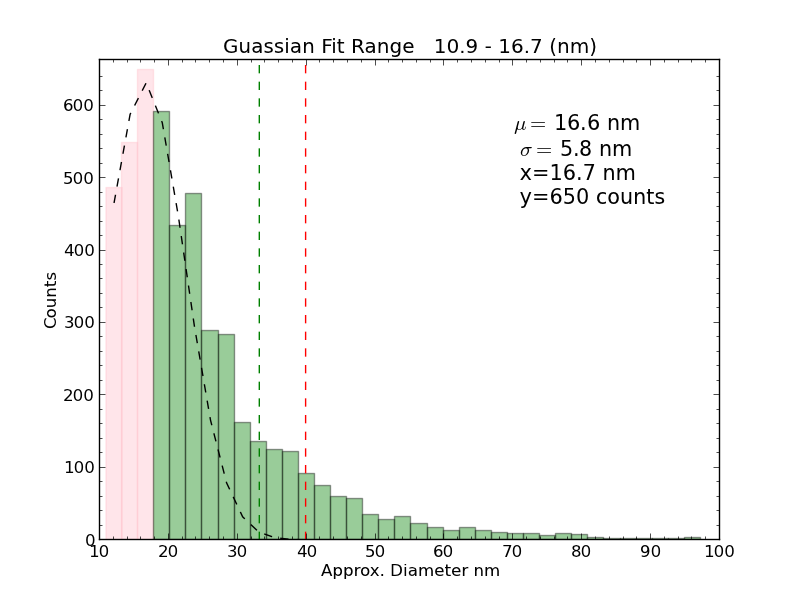 Guassian Fit Range 10.9 - 16.7 (nm)
μ = 16.6 nm
σ = 5.8 nm
x=16.7 nm
y=650 counts
600
500
400
300
200
100
0
Counts
10 20 30 40 50 60 70 80 90 100
Approx. Diameter nm